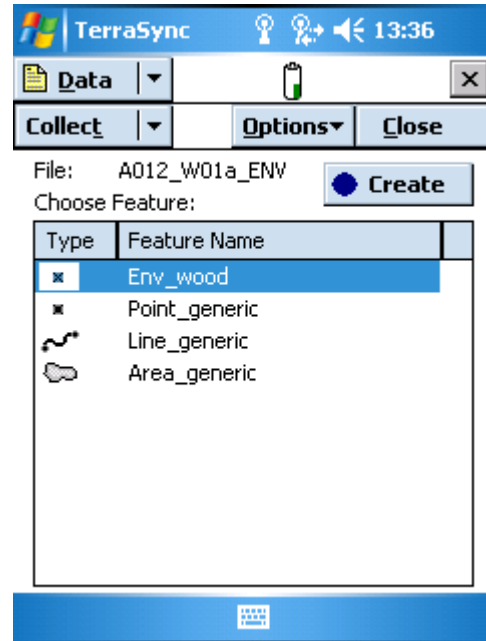 TerraSync 13:36
Data
Collect Options Close
File: A012_W01a_ENV Create
Choose Feature:
Type Feature Name
Env_wood
Point_generic
Line_generic
Area_generic